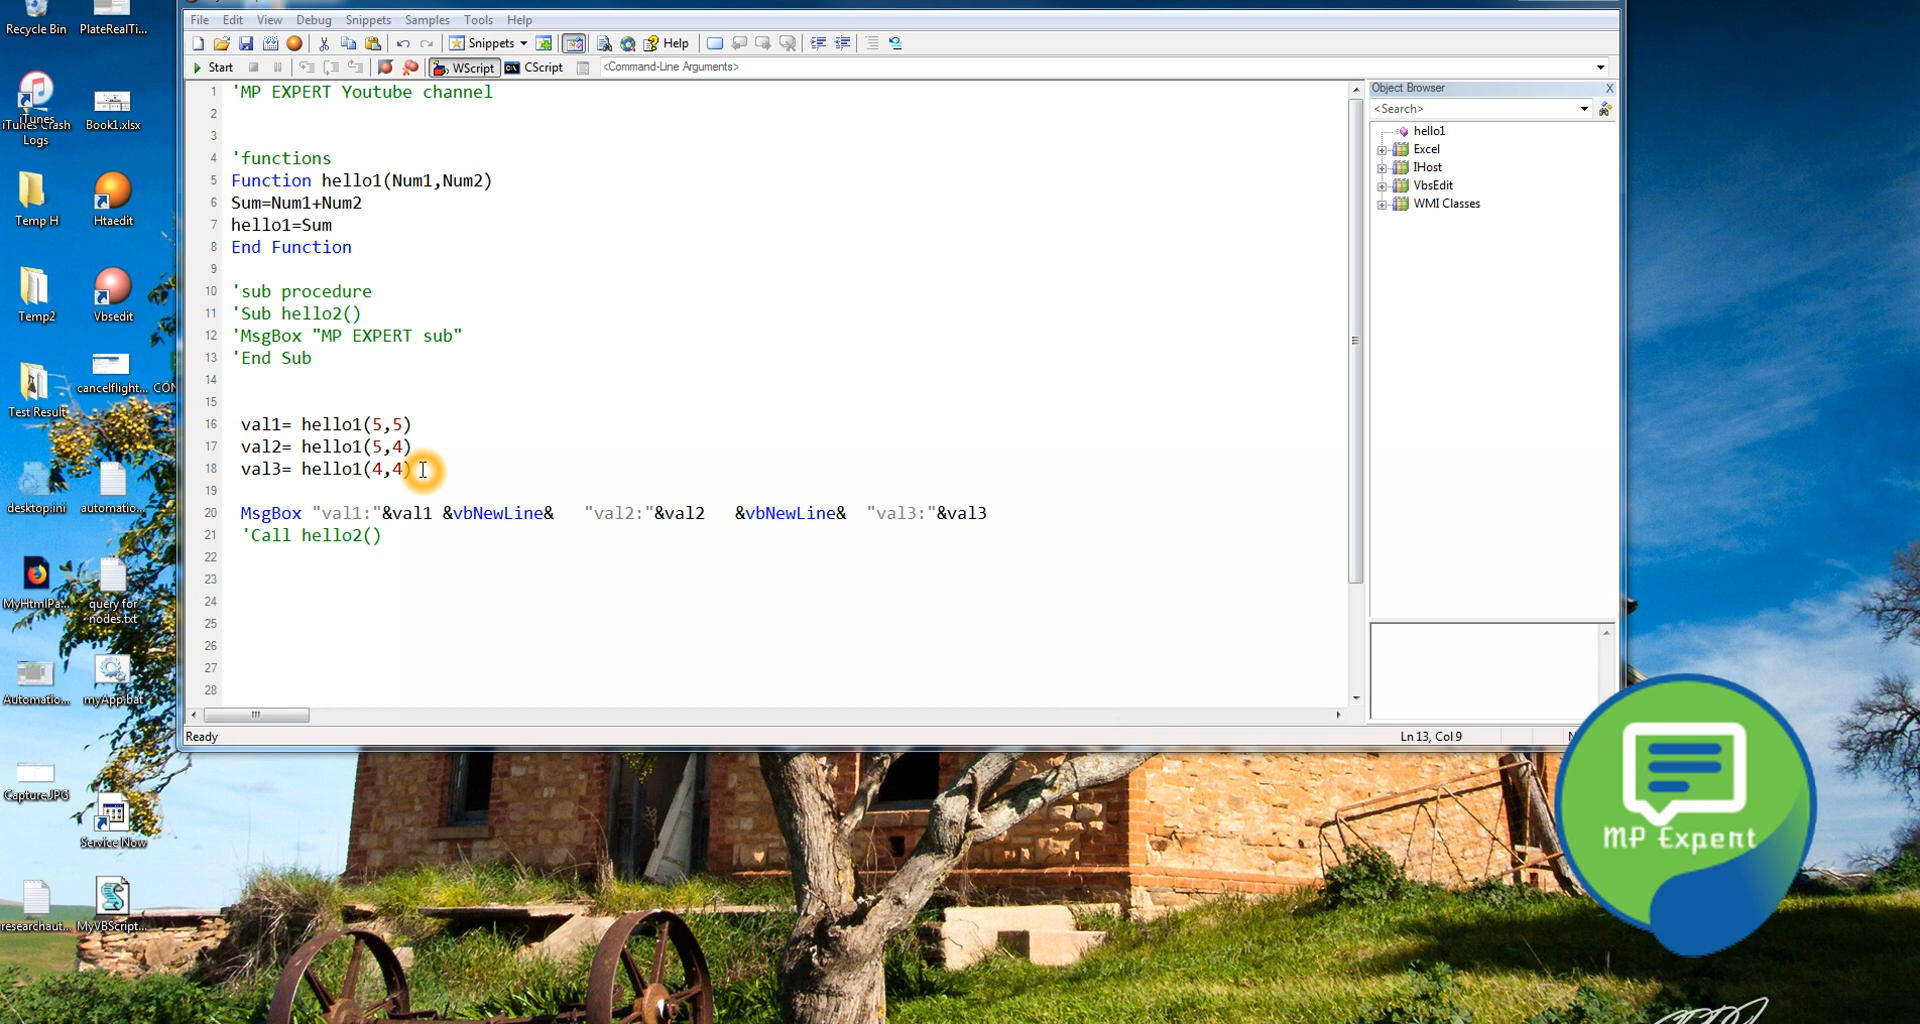 File Edit View Debug Snippets Samples Tools Help
Snippets Help
Start WScript CScript <Command-Line Arguments>
1 'MP EXPERT Youtube channel
2
3
4 'functions
5 Function hello1(Num1,Num2)
6 Sum=Num1+Num2
7 hello1=Sum
8 End Function
9
10 'sub procedure
11 'Sub hello2()
12 'MsgBox "MP EXPERT sub"
13 'End Sub
14
15
16 val1= hello1(5,5)
17 val2= hello1(5,4)
18 val3= hello1(4,4)
19
20 MsgBox "val1:"&val1 &vbNewLine& "val2:"&val2 &vbNewLine& "val3:"&val3
21 'Call hello2()
22
23
24
25
26
27
28
Object Browser X
<Search>
hello1
Excel
IHost
VbsEdit
WMI Classes
Ready
Ln 13, Col 9
Recycle Bin
PlateRealTi...
iTunes
iTunes Crash Logs
Book1.xlsx
Temp H
Htaedit
Temp2
Vbsedit
Test Result
cancelflight...
CON
desktop.ini
automatio...
MyHtmlPa...
query for
nodes.txt
Automatio...
myApp.bat
Capture.JPG
Service Now
researchaut...
MyVBScript...
MP Expert